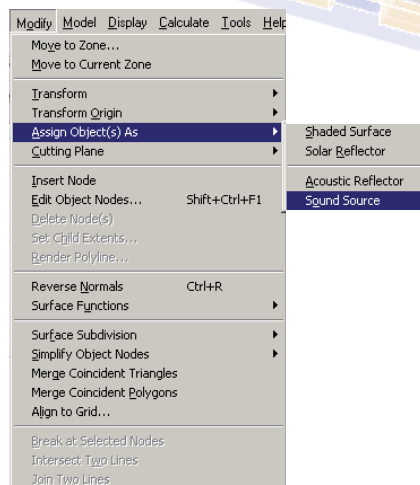 Modify Model Display Calculate Tools Help
Move to Zone...
Move to Current Zone
Transform
Transform Origin
Assign Object(s) As
Cutting Plane
Shaded Surface
Solar Reflector
Acoustic Reflector
Sound Source
Insert Node
Edit Object Nodes... Shift+Ctrl+F1
Delete Node(s)
Set Child Extents...
Render Polyline...
Reverse Normals Ctrl+R
Surface Functions
Surface Subdivision
Simplify Object Nodes
Merge Coincident Triangles
Merge Coincident Polygons
Align to Grid...
Break at Selected Nodes
Intersect Two Lines
Join Two Lines